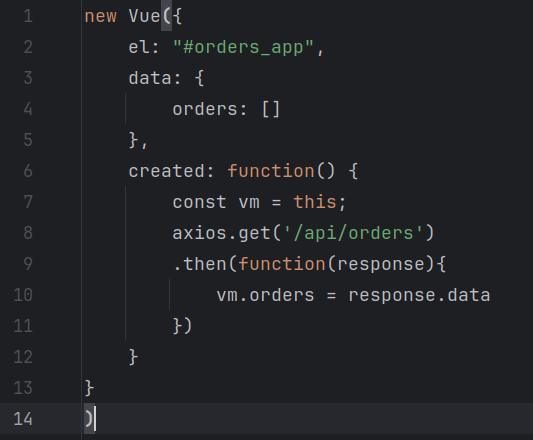 1 new Vue({
2 el: "#orders_app",
3 data: {
4 orders: []
5 },
6 created: function() {
7 const vm = this;
8 axios.get('/api/orders')
9 .then(function(response){
10 vm.orders = response.data
11 })
12 }
13 }
14 )